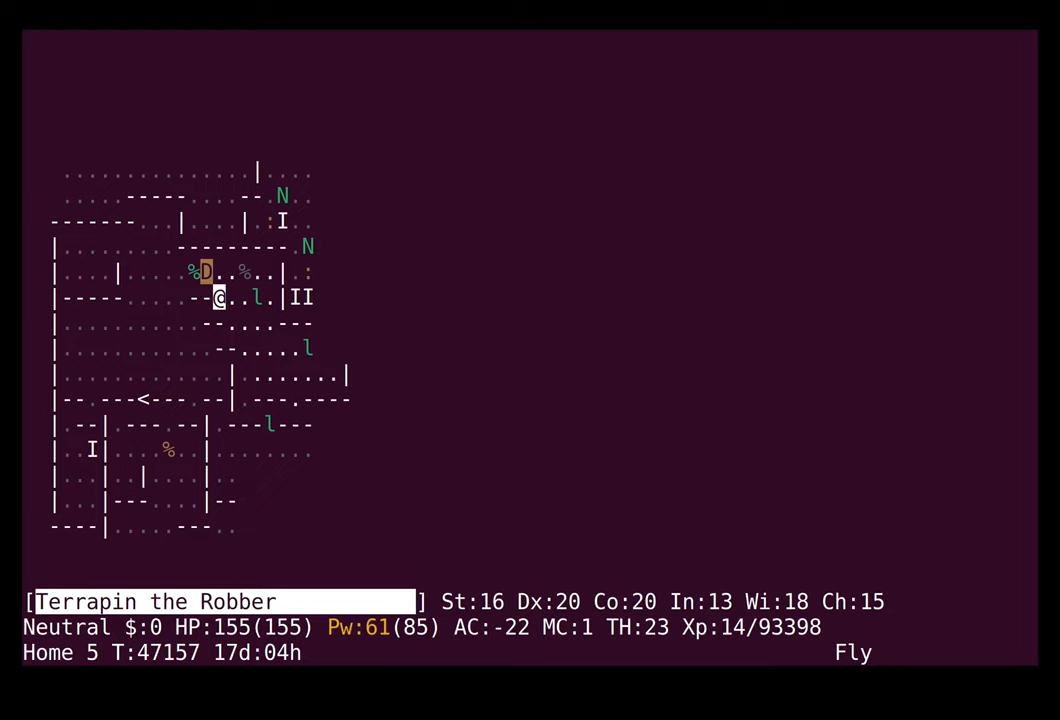 ...............|....
.....-----....--.N..
-------...|....|.:I..
|.........---------.N
|....|.....%D..%..|.:
|-----.....--@..l.|II
|...........--....---
|............--.....l
|.............|.......|
|--.---<---.--|.---.----
|.--|.---.--|.---l---
|..I|....%..|........
|...|..|....|..
|...|---....|--
----|.....---..
[Terrapin the Robber ] St:16 Dx:20 Co:20 In:13 Wi:18 Ch:15
Neutral $:0 HP:155(155) Pw:61(85) AC:-22 MC:1 TH:23 Xp:14/93398
Home 5 T:47157 17d:04h Fly